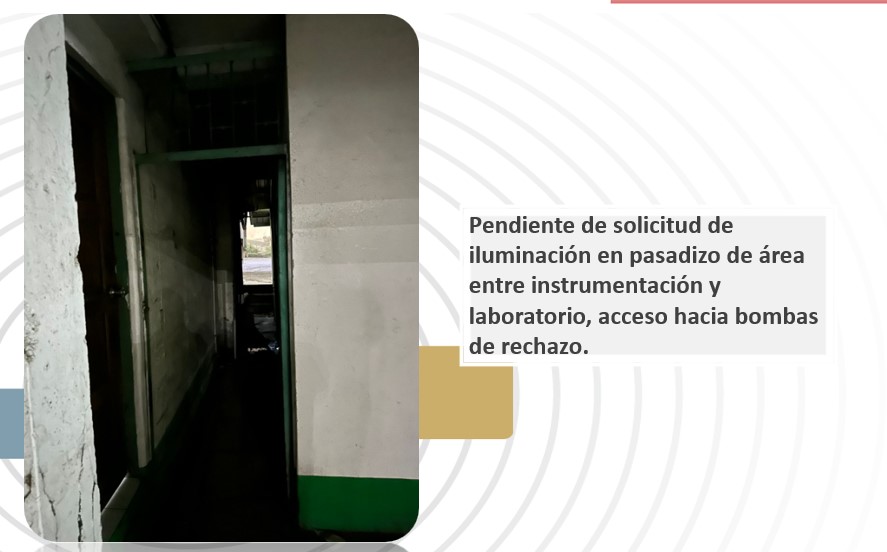 Pendiente de solicitud de
iluminación en pasadizo de área
entre instrumentación y
laboratorio, acceso hacia bombas
de rechazo.